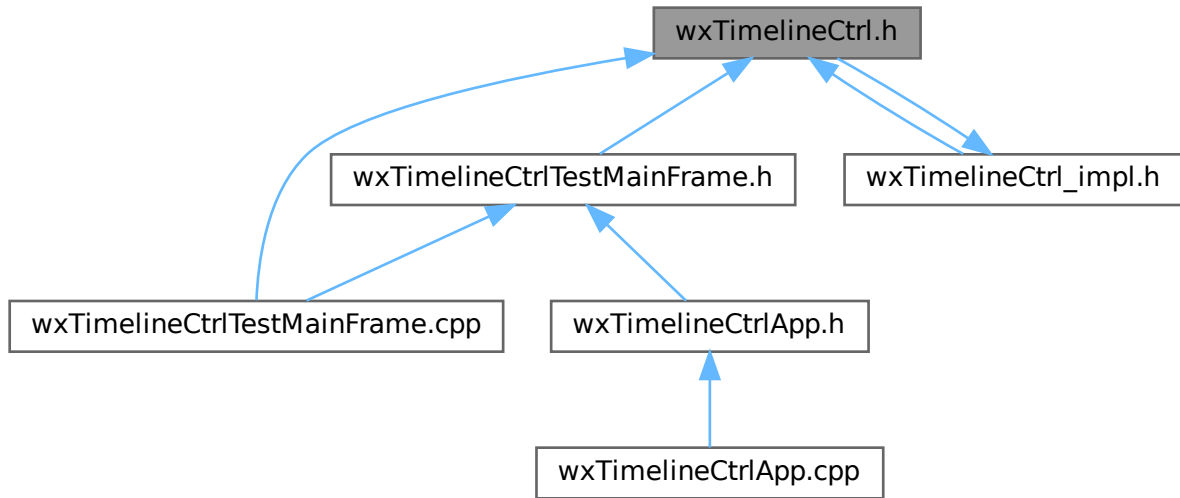 wxTimelineCtrl.h
wxTimelineCtrlTestMainFrame.h
wxTimelineCtrl_impl.h
wxTimelineCtrlTestMainFrame.cpp
wxTimelineCtrlApp.h
wxTimelineCtrlApp.cpp